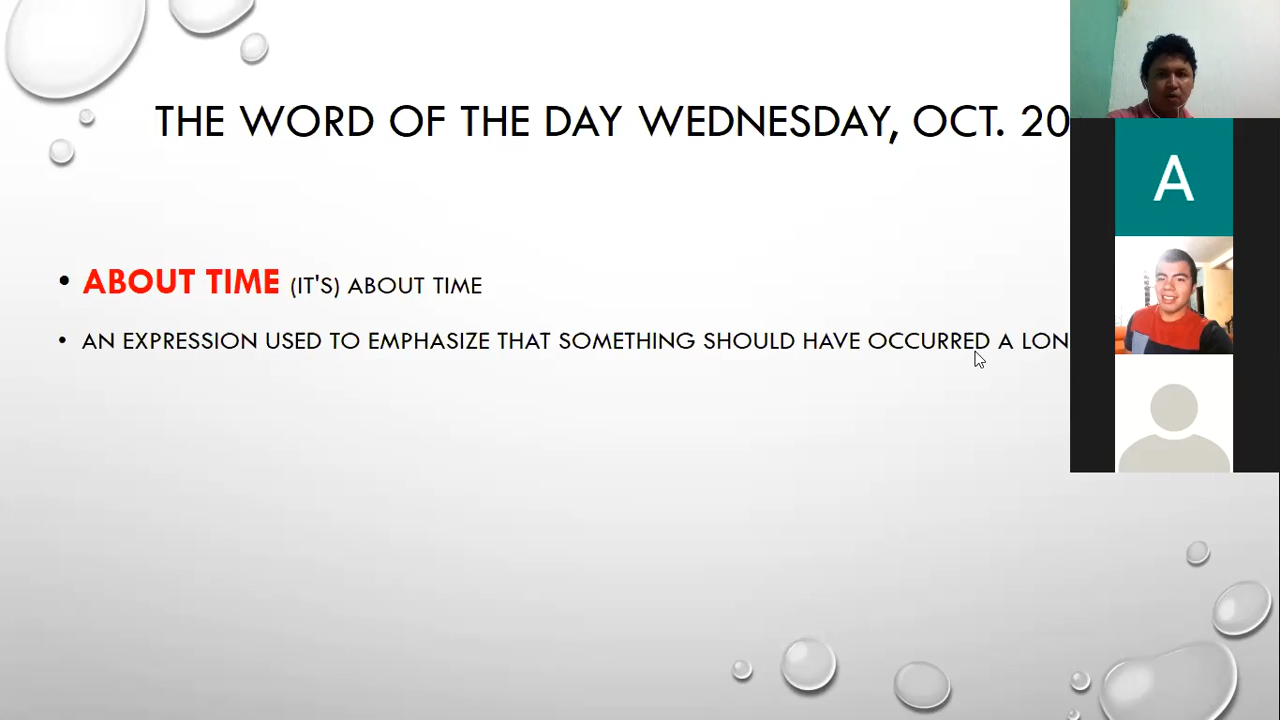 THE WORD OF THE DAY WEDNESDAY, OCT. 20
• ABOUT TIME (IT'S) ABOUT TIME
• AN EXPRESSION USED TO EMPHASIZE THAT SOMETHING SHOULD HAVE OCCURRED A LON
A